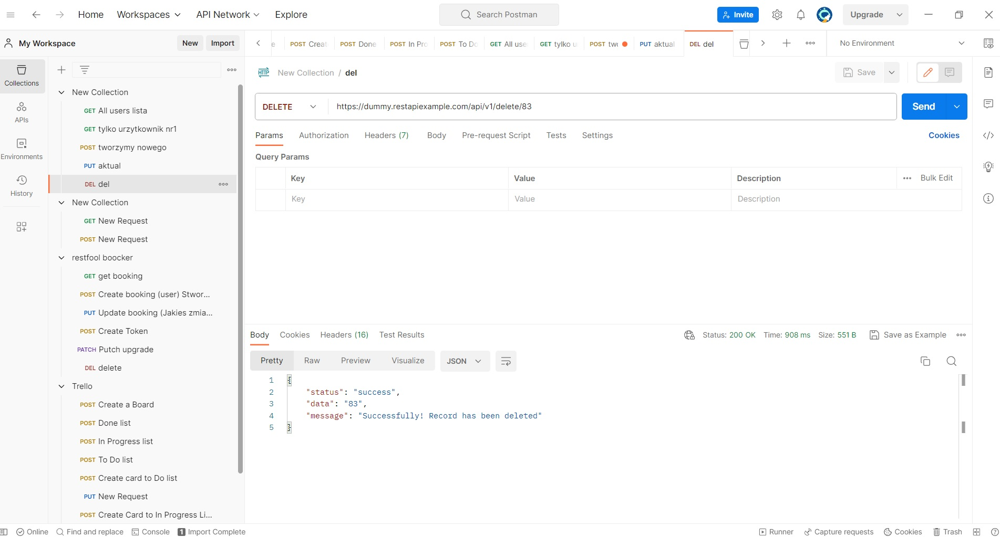 Home Workspaces API Network Explore Search Postman Invite Upgrade
My Workspace New Import
POST Creat POST Done POST In Pro POST To Do GET All use GET tylko u POST two PUT aktual DEL del No Environment
Collections
APIs
Environments
History
New Collection
GET All users lista
GET tylko urzytkownik nr1
POST tworzymy nowego
PUT aktual
DEL del
New Collection
GET New Request
POST New Request
restfool boocker
GET get booking
POST Create booking (user) Stwor...
PUT Update booking (Jakies zmia...
POST Create Token
PATCH Putch upgrade
DEL delete
Trello
POST Create a Board
POST Done list
POST In Progress list
POST To Do list
POST Create card to Do list
PUT New Request
POST Create Card to In Progress Li...
HTTP New Collection / del Save
DELETE https://dummy.restapiexample.com/api/v1/delete/83 Send
Params Authorization Headers (7) Body Pre-request Script Tests Settings Cookies
Query Params
Key Value Description Bulk Edit
Key Value Description
Body Cookies Headers (16) Test Results Status: 200 OK Time: 908 ms Size: 551 B Save as Example
Pretty Raw Preview Visualize JSON
1 {
2 "status": "success",
3 "data": "83",
4 "message": "Successfully! Record has been deleted"
5 }
Online Find and replace Console 1 Import Complete Runner Capture requests Cookies Trash